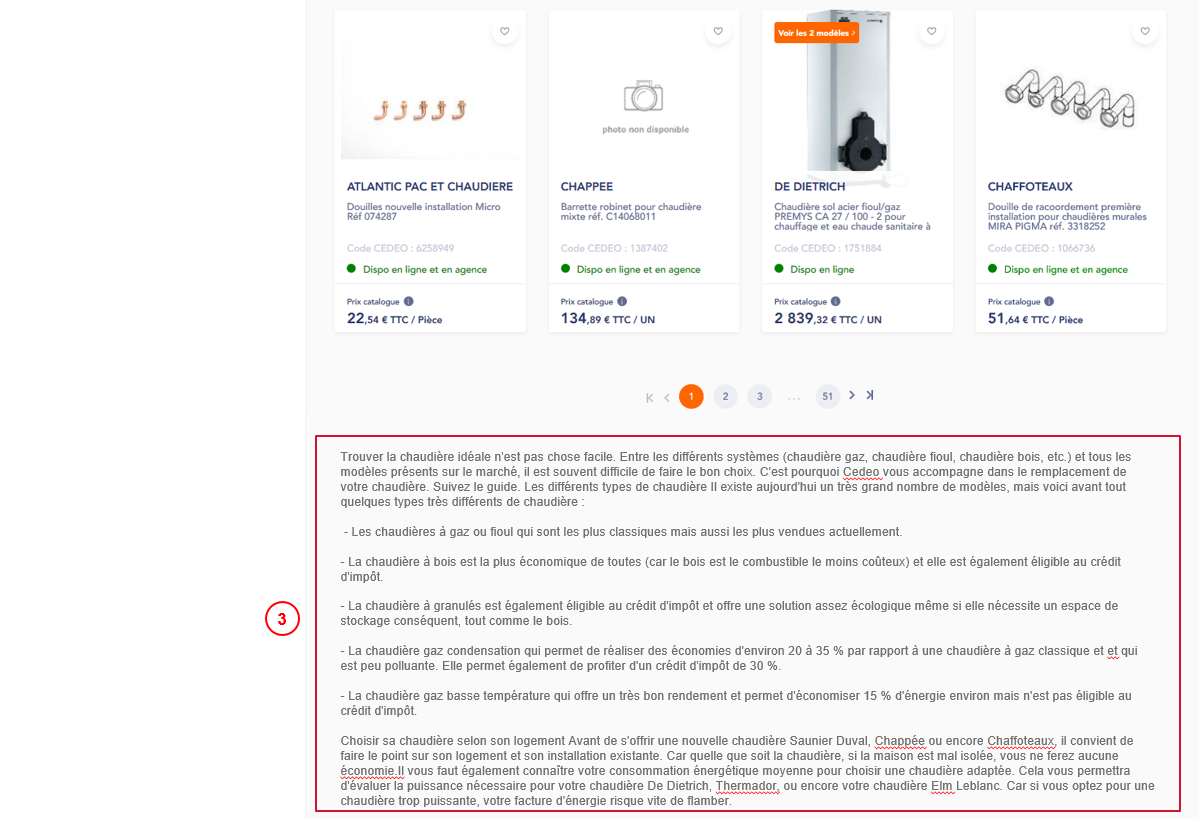 Voir les 2 modèles >
photo non disponible
ATLANTIC PAC ET CHAUDIERE
Douilles nouvelle installation Micro
Réf 074287
Code CEDEO : 6258949
Dispo en ligne et en agence
Prix catalogue i
22,54 € TTC / Pièce
CHAPPEE
Barrette robinet pour chaudière
mixte réf. C14068011
Code CEDEO : 1387402
Dispo en ligne et en agence
Prix catalogue i
134,89 € TTC / UN
DE DIETRICH
Chaudière sol acier fioul/gaz
PREMYS CA 27 / 100 - 2 pour
chauffage et eau chaude sanitaire à
Code CEDEO : 1751884
Dispo en ligne
Prix catalogue i
2 839,32 € TTC / UN
CHAFFOTEAUX
Douille de racoordement première
installation pour chaudières murales
MIRA PIGMA réf. 3318252
Code CEDEO : 1066736
Dispo en ligne et en agence
Prix catalogue i
51,64 € TTC / Pièce
1 2 3 ... 51
Trouver la chaudière idéale n'est pas chose facile. Entre les différents systèmes (chaudière gaz, chaudière fioul, chaudière bois, etc.) et tous les
modèles présents sur le marché, il est souvent difficile de faire le bon choix. C'est pourquoi Cedeo vous accompagne dans le remplacement de
votre chaudière. Suivez le guide. Les différents types de chaudière Il existe aujourd'hui un très grand nombre de modèles, mais voici avant tout
quelques types très différents de chaudière :
- Les chaudières à gaz ou fioul qui sont les plus classiques mais aussi les plus vendues actuellement.
- La chaudière à bois est la plus économique de toutes (car le bois est le combustible le moins coûteux) et elle est également éligible au crédit
d'impôt.
3
- La chaudière à granulés est également éligible au crédit d'impôt et offre une solution assez écologique même si elle nécessite un espace de
stockage conséquent, tout comme le bois.
- La chaudière gaz condensation qui permet de réaliser des économies d'environ 20 à 35 % par rapport à une chaudière à gaz classique et et qui
est peu polluante. Elle permet également de profiter d'un crédit d'impôt de 30 %.
- La chaudière gaz basse température qui offre un très bon rendement et permet d'économiser 15 % d'énergie environ mais n'est pas éligible au
crédit d'impôt.
Choisir sa chaudière selon son logement Avant de s'offrir une nouvelle chaudière Saunier Duval, Chappée ou encore Chaffoteaux, il convient de
faire le point sur son logement et son installation existante. Car quelle que soit la chaudière, si la maison est mal isolée, vous ne ferez aucune
économie.Il vous faut également connaître votre consommation énergétique moyenne pour choisir une chaudière adaptée. Cela vous permettra
d'évaluer la puissance nécessaire pour votre chaudière De Dietrich, Thermador, ou encore votre chaudière Elm Leblanc. Car si vous optez pour une
chaudière trop puissante, votre facture d'énergie risque vite de flamber.